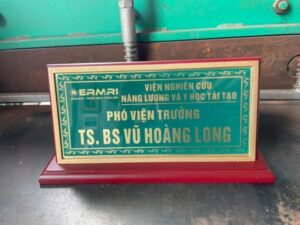 ERMRI
VIỆN NGHIÊN CỨU
NĂNG LƯỢNG VÀ Y HỌC TÁI TẠO
PHÓ VIỆN TRƯỞNG
TS. BS VŨ HOÀNG LONG